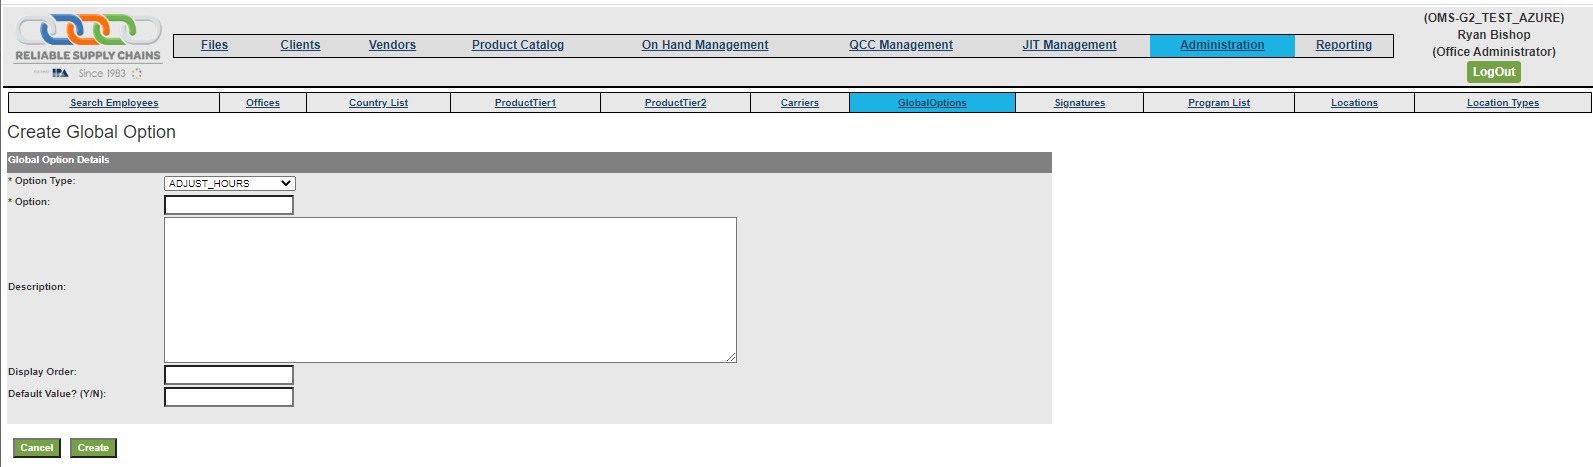 (OMS-G2_TEST_AZURE)
Ryan Bishop
(Office Administrator)
LogOut
RELIABLE SUPPLY CHAINS
IPA Since 1983
Files Clients Vendors Product Catalog On Hand Management QCC Management JIT Management Administration Reporting
Search Employees Offices Country List ProductTier1 ProductTier2 Carriers GlobalOptions Signatures Program List Locations Location Types
Create Global Option
Global Option Details
* Option Type: ADJUST_HOURS
* Option:
Description:
Display Order:
Default Value? (Y/N):
Cancel Create